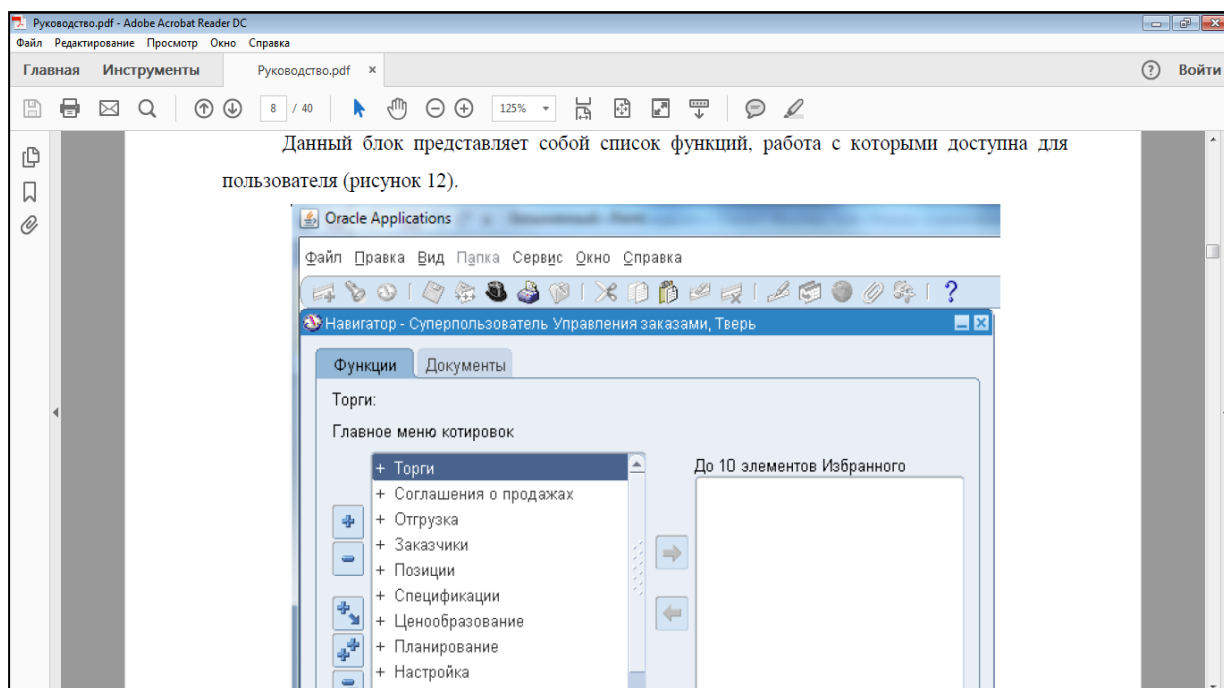 Руководство.pdf - Adobe Acrobat Reader DC
Файл Редактирование Просмотр Окно Справка
Главная Инструменты Руководство.pdf × ? Войти
8 / 40 125%
Данный блок представляет собой список функций, работа с которыми доступна для
пользователя (рисунок 12).
Oracle Applications
Файл Правка Вид Папка Сервис Окно Справка
?
Навигатор - Суперпользователь Управления заказами, Тверь
Функции Документы
Торги:
Главное меню котировок
+ Торги
До 10 элементов Избранного
+ Соглашения о продажах
+ Отгрузка
+ Заказчики
+ Позиции
+ Спецификации
+ Ценообразование
+ Планирование
+ Настройка